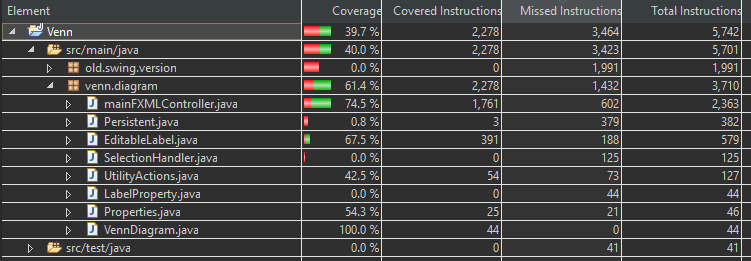 Element Coverage Covered Instructions Missed Instructions Total Instructions
Venn 39.7 % 2,278 3,464 5,742
src/main/java 40.0 % 2,278 3,423 5,701
old.swing.version 0.0 % 0 1,991 1,991
venn.diagram 61.4 % 2,278 1,432 3,710
mainFXMLController.java 74.5 % 1,761 602 2,363
Persistent.java 0.8 % 3 379 382
EditableLabel.java 67.5 % 391 188 579
SelectionHandler.java 0.0 % 0 125 125
UtilityActions.java 42.5 % 54 73 127
LabelProperty.java 0.0 % 0 44 44
Properties.java 54.3 % 25 21 46
VennDiagram.java 100.0 % 44 0 44
src/test/java 0.0 % 0 41 41